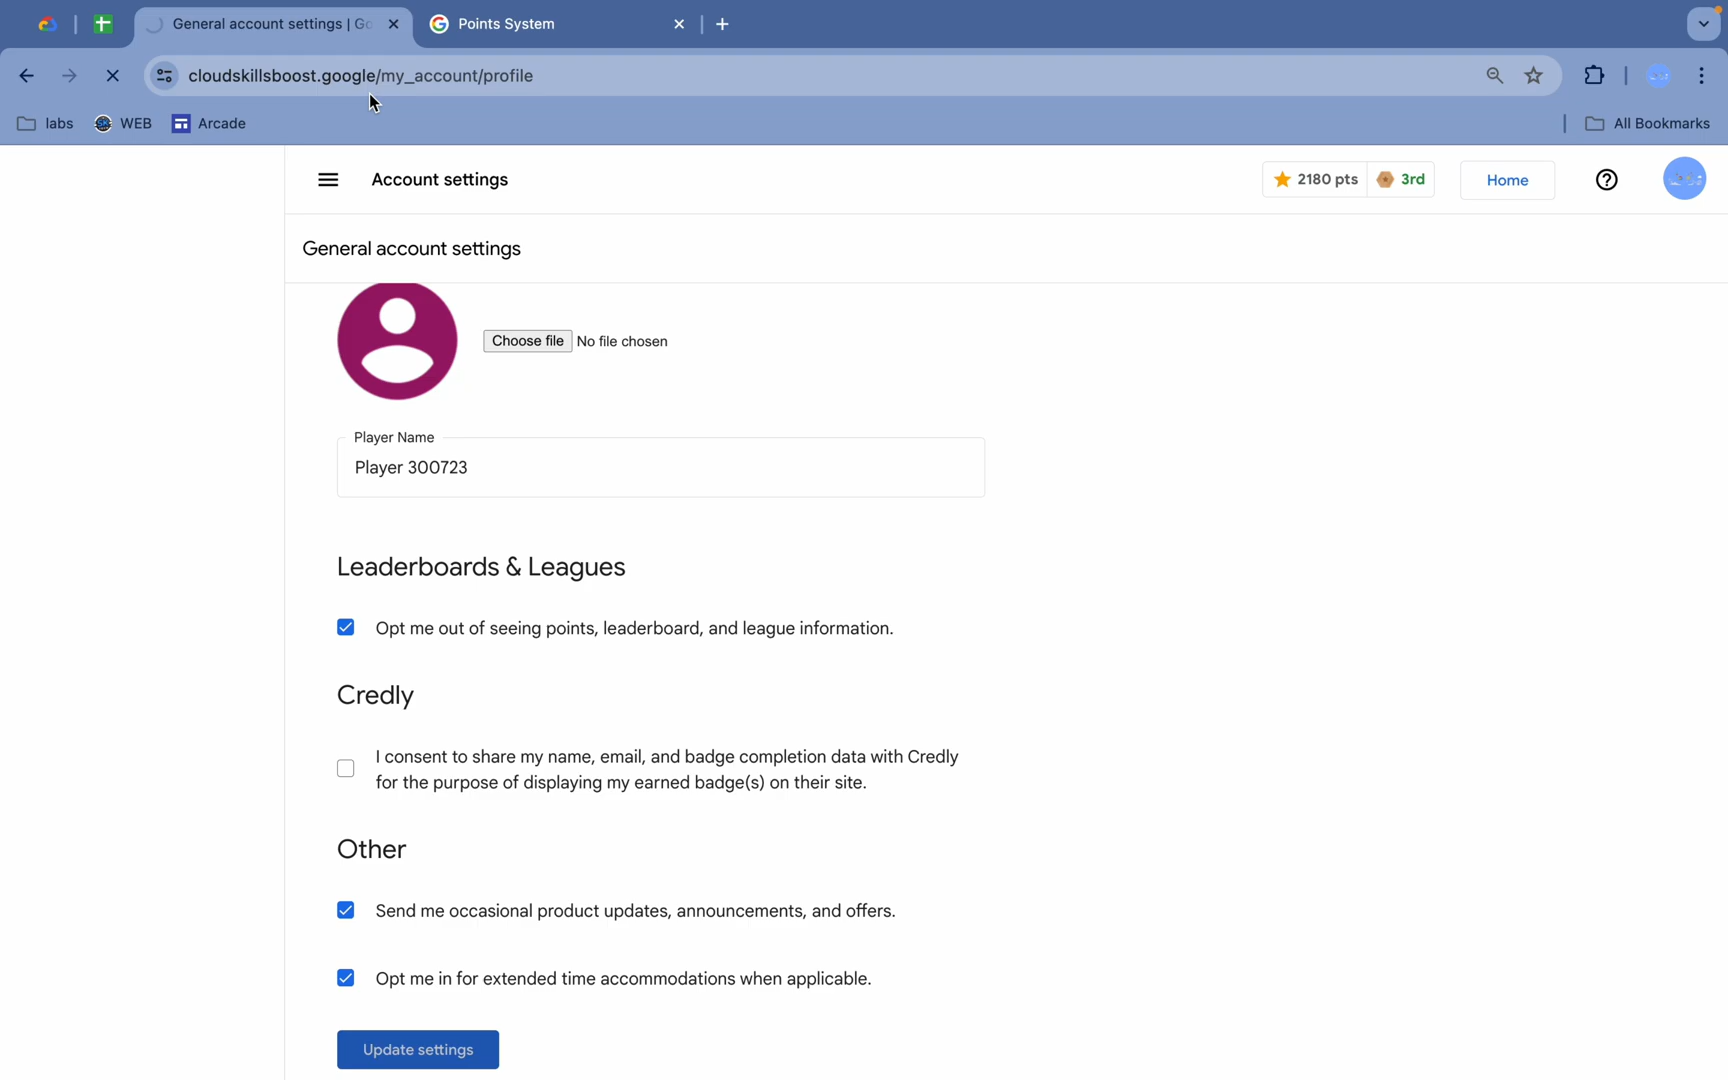 General account settings | Go
Points System
cloudskillsboost.google/my_account/profile
labs
WEB
Arcade
All Bookmarks
Account settings
2180 pts
3rd
Home
General account settings
Choose file No file chosen
Player Name
Player 300723
Leaderboards & Leagues
Opt me out of seeing points, leaderboard, and league information.
Credly
I consent to share my name, email, and badge completion data with Credly
for the purpose of displaying my earned badge(s) on their site.
Other
Send me occasional product updates, announcements, and offers.
Opt me in for extended time accommodations when applicable.
Update settings